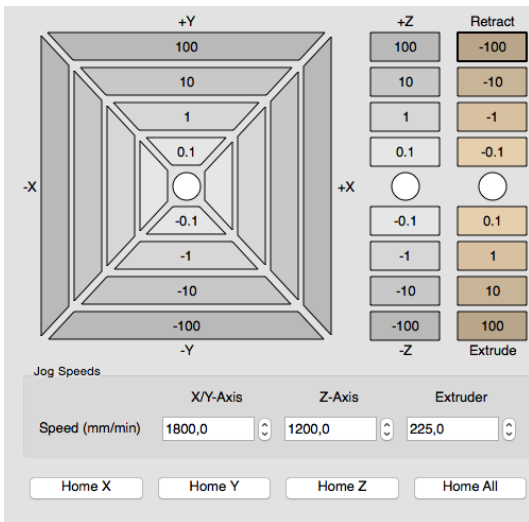 +Y +Z Retract
100 100 -100
10 10 -10
1 1 -1
0.1 0.1 -0.1
-X +X
-0.1 -0.1 0.1
-1 -1 1
-10 -10 10
-100 -100 100
-Y -Z Extrude
Jog Speeds
X/Y-Axis Z-Axis Extruder
Speed (mm/min) 1800,0 1200,0 225,0
Home X Home Y Home Z Home All